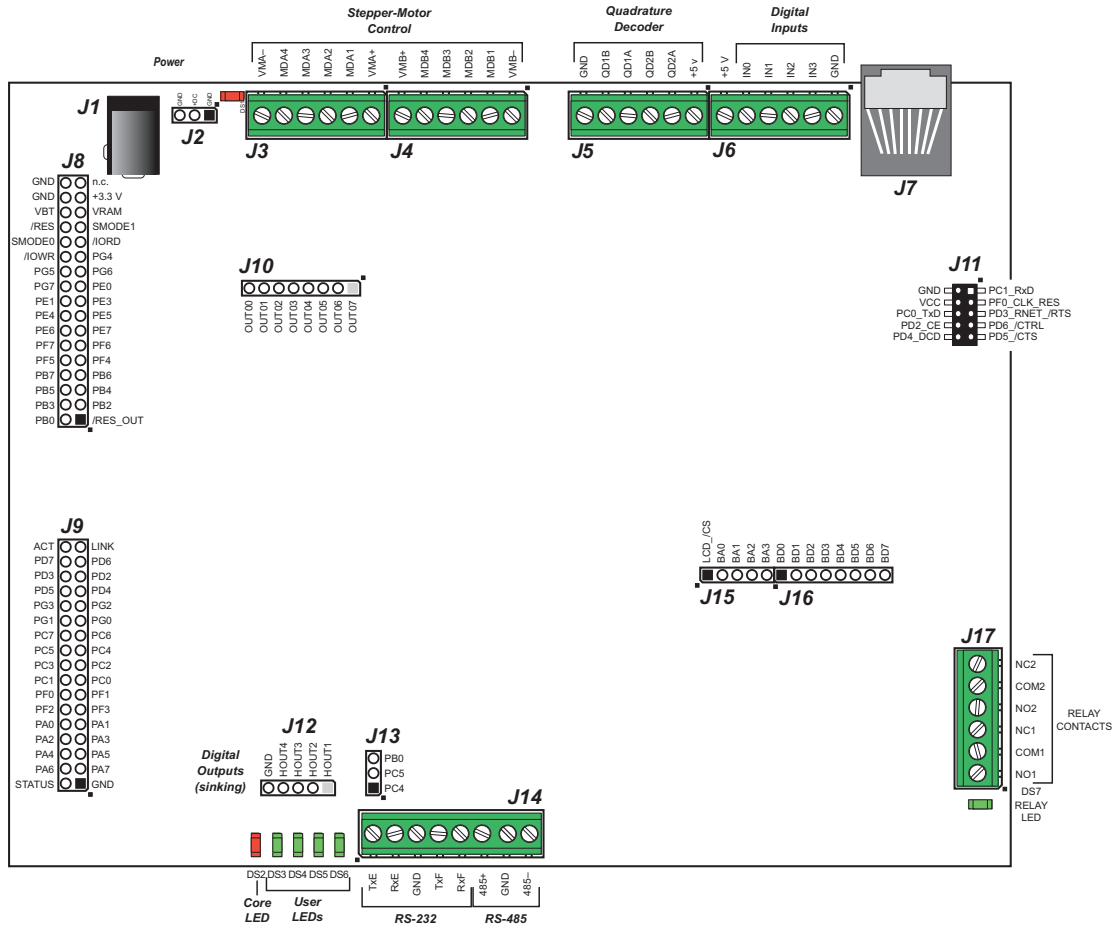 Stepper-Motor
Control
Quadrature
Decoder
Digital
Inputs
Power
VMA–
MDA4
MDA3
MDA2
MDA1
VMA+
VMB+
MDB4
MDB3
MDB2
MDB1
VMB–
GND
QD1B
QD1A
QD2B
QD2A
+5 v
+5 V
IN0
IN1
IN2
IN3
GND
J1
GND
+DC
GND
J2
DS1
J3
J4
J5
J6
J7
J8
GND n.c.
GND +3.3 V
VBT VRAM
/RES SMODE1
SMODE0 /IORD
/IOWR PG4
PG5 PG6
PG7 PE0
PE1 PE3
PE4 PE5
PE6 PE7
PF7 PF6
PF5 PF4
PB7 PB6
PB5 PB4
PB3 PB2
PB0 /RES_OUT
J10
OUT00
OUT01
OUT02
OUT03
OUT04
OUT05
OUT06
OUT07
J11
GND PC1_RxD
VCC PF0_CLK_RES
PC0_TxD PD3_RNET_/RTS
PD2_CE PD6_/CTRL
PD4_DCD PD5_/CTS
J9
ACT LINK
PD7 PD6
PD3 PD2
PD5 PD4
PG3 PG2
PG1 PG0
PC7 PC6
PC5 PC4
PC3 PC2
PC1 PC0
PF0 PF1
PF2 PF3
PA0 PA1
PA2 PA3
PA4 PA5
PA6 PA7
STATUS GND
LCD_/CS
BA0
BA1
BA2
BA3
BD0
BD1
BD2
BD3
BD4
BD5
BD6
BD7
J15
J16
J17
NC2
COM2
NO2
NC1
COM1
NO1
RELAY
CONTACTS
DS7
RELAY
LED
J12
Digital
Outputs
(sinking)
GND
HOUT4
HOUT3
HOUT2
HOUT1
J13
PB0
PC5
PC4
J14
DS2
DS3
DS4
DS5
DS6
Core
LED
User
LEDs
TxE
RxE
GND
TxF
RxF
485+
GND
485–
RS-232
RS-485